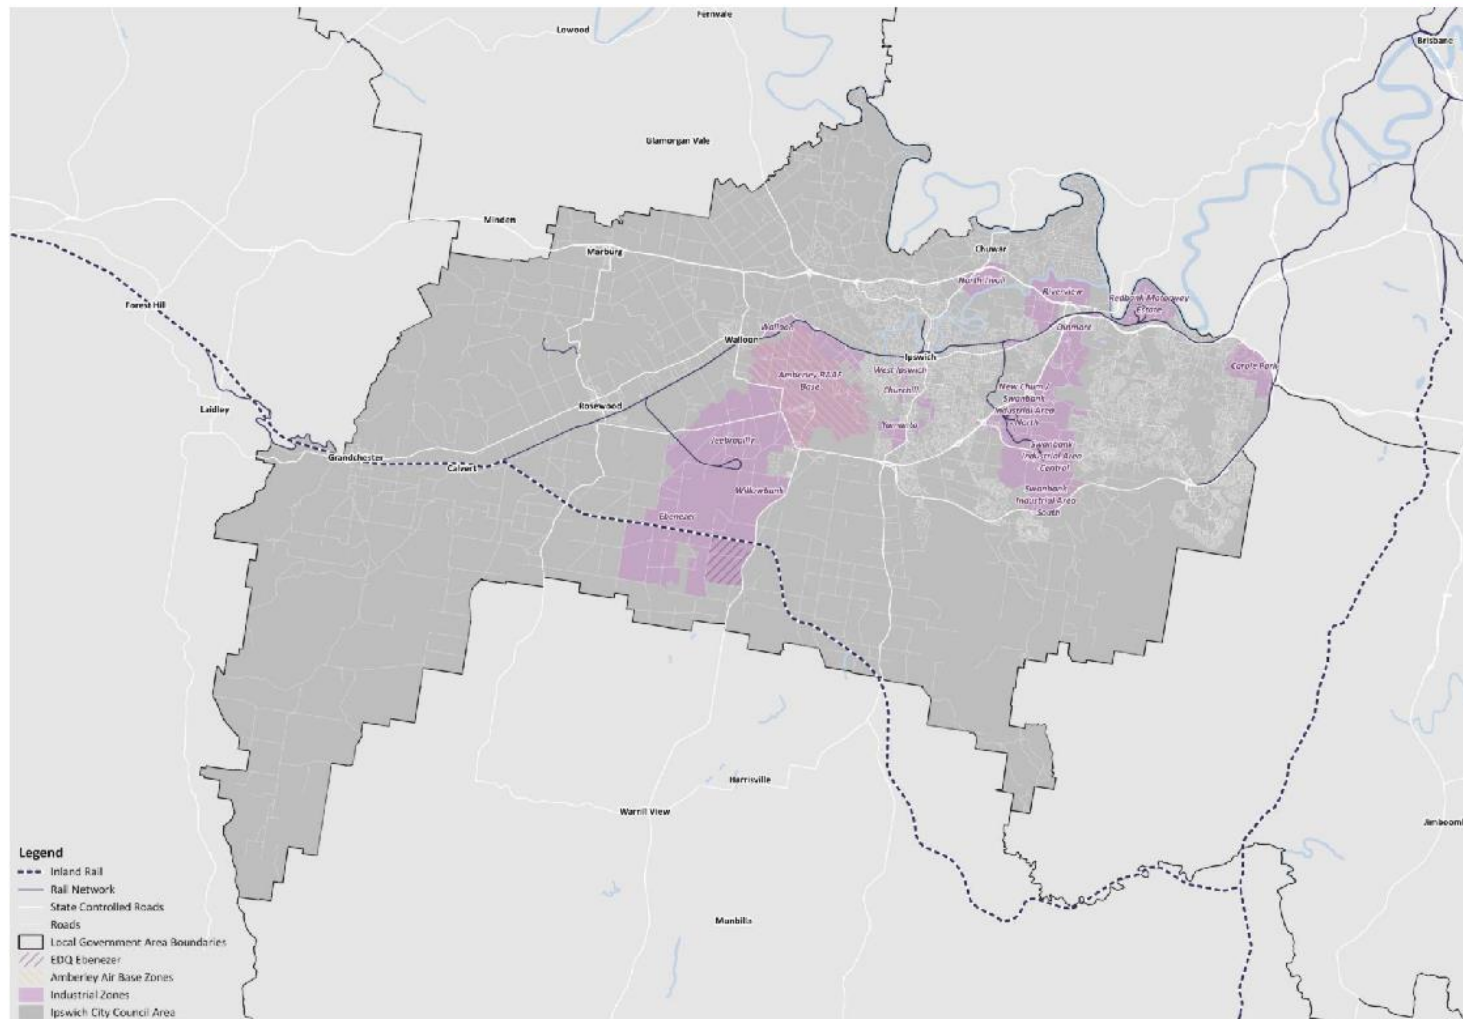 Fernvale
Lowood
Brisbane
Glamorgan Vale
Minden
Marburg
Chuwar
North Tivoli
Riverview
Redbank Motorway
Estate
Forest Hill
Walloon
Dinmore
Walloon
Ipswich
Amberley RAAF
Base
West Ipswich
Carole Park
Churchill
New Chum /
Swanbank
Industrial Area
North
Laidley
Rosewood
Yamanto
Jeebropilly
Swanbank
Industrial Area
Central
Grandchester
Calvert
Willowbank
Swanbank
Industrial Area
South
Ebenezer
Harrisville
Warrill View
Jimboomb
Munbilla
Legend
Inland Rail
Rail Network
State Controlled Roads
Roads
Local Government Area Boundaries
EDQ Ebenezer
Amberley Air Base Zones
Industrial Zones
Ipswich City Council Area